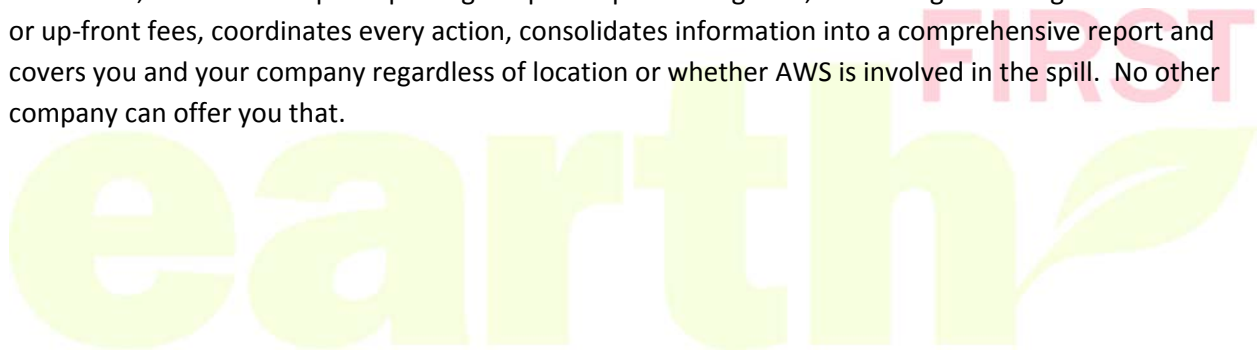 or up-front fees, coordinates every action, consolidates information into a comprehensive report and
covers you and your company regardless of location or whether AWS is involved in the spill.  No other
company can offer you that.
FIRST
earth